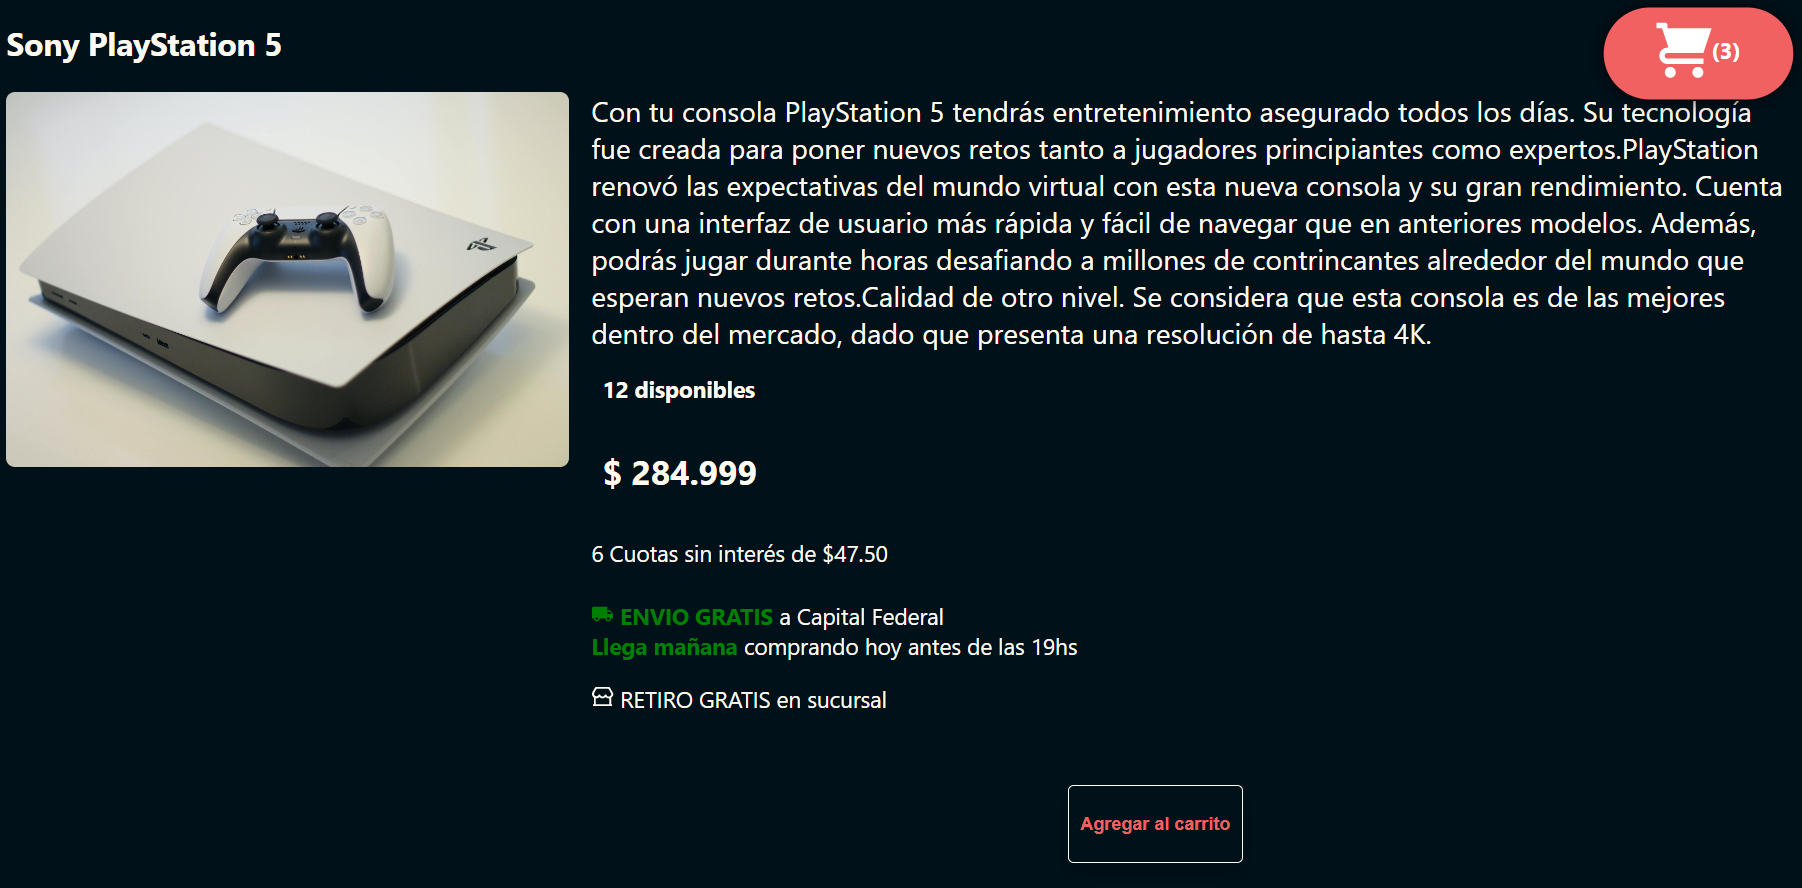 Sony PlayStation 5
(3)
Con tu consola PlayStation 5 tendrás entretenimiento asegurado todos los días. Su tecnología
fue creada para poner nuevos retos tanto a jugadores principiantes como expertos.PlayStation
renovó las expectativas del mundo virtual con esta nueva consola y su gran rendimiento. Cuenta
con una interfaz de usuario más rápida y fácil de navegar que en anteriores modelos. Además,
podrás jugar durante horas desafiando a millones de contrincantes alrededor del mundo que
esperan nuevos retos.Calidad de otro nivel. Se considera que esta consola es de las mejores
dentro del mercado, dado que presenta una resolución de hasta 4K.
12 disponibles
$ 284.999
6 Cuotas sin interés de $47.50
ENVIO GRATIS a Capital Federal
Llega mañana comprando hoy antes de las 19hs
RETIRO GRATIS en sucursal
Agregar al carrito